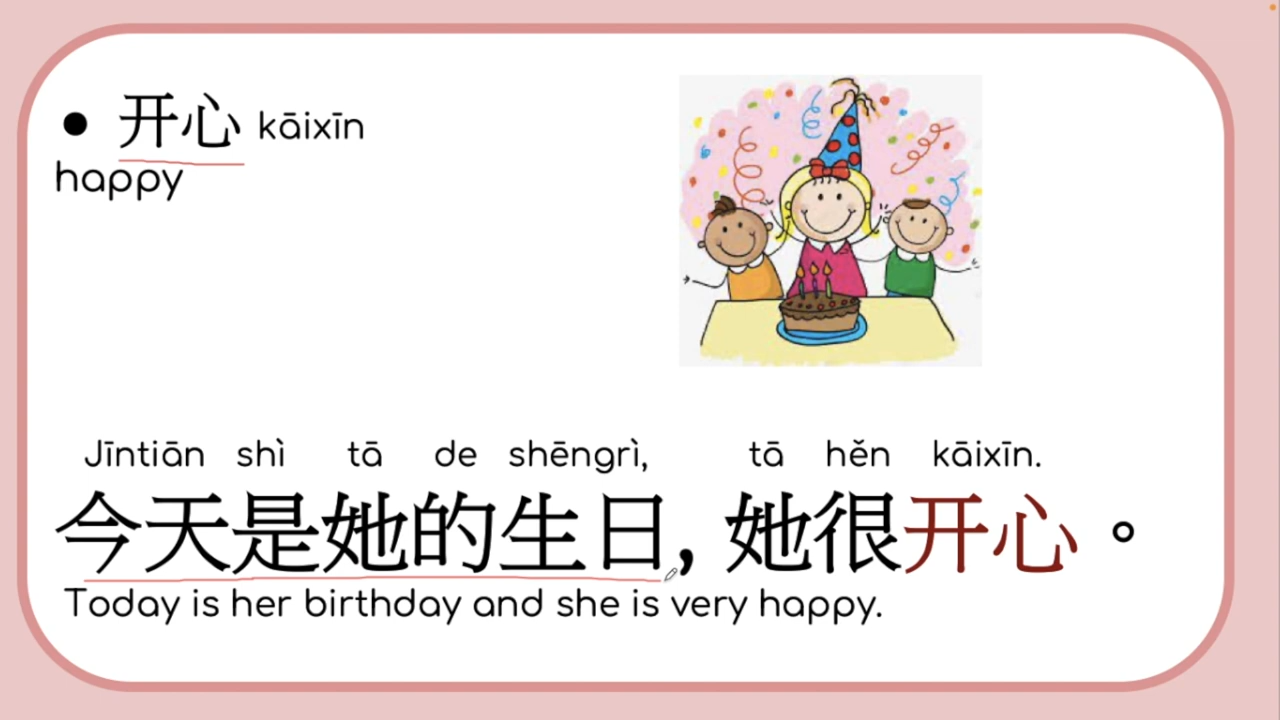 ● 开心 kāixīn
happy
Jīntiān shì tā de shēngrì, tā hěn kāixīn.
今天是她的生日, 她很开心。
Today is her birthday and she is very happy.